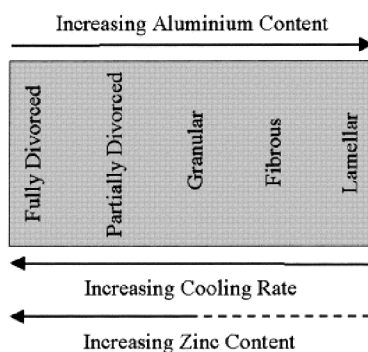 Increasing Aluminium Content
Fully Divorced
Partially Divorced
Granular
Fibrous
Lamellar
Increasing Cooling Rate
Increasing Zinc Content